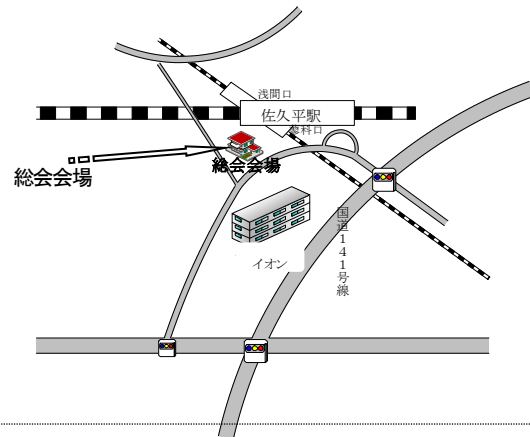 浅間口
佐久平駅
蓼科口
総会会場
総会会場
イオン
国道141号線